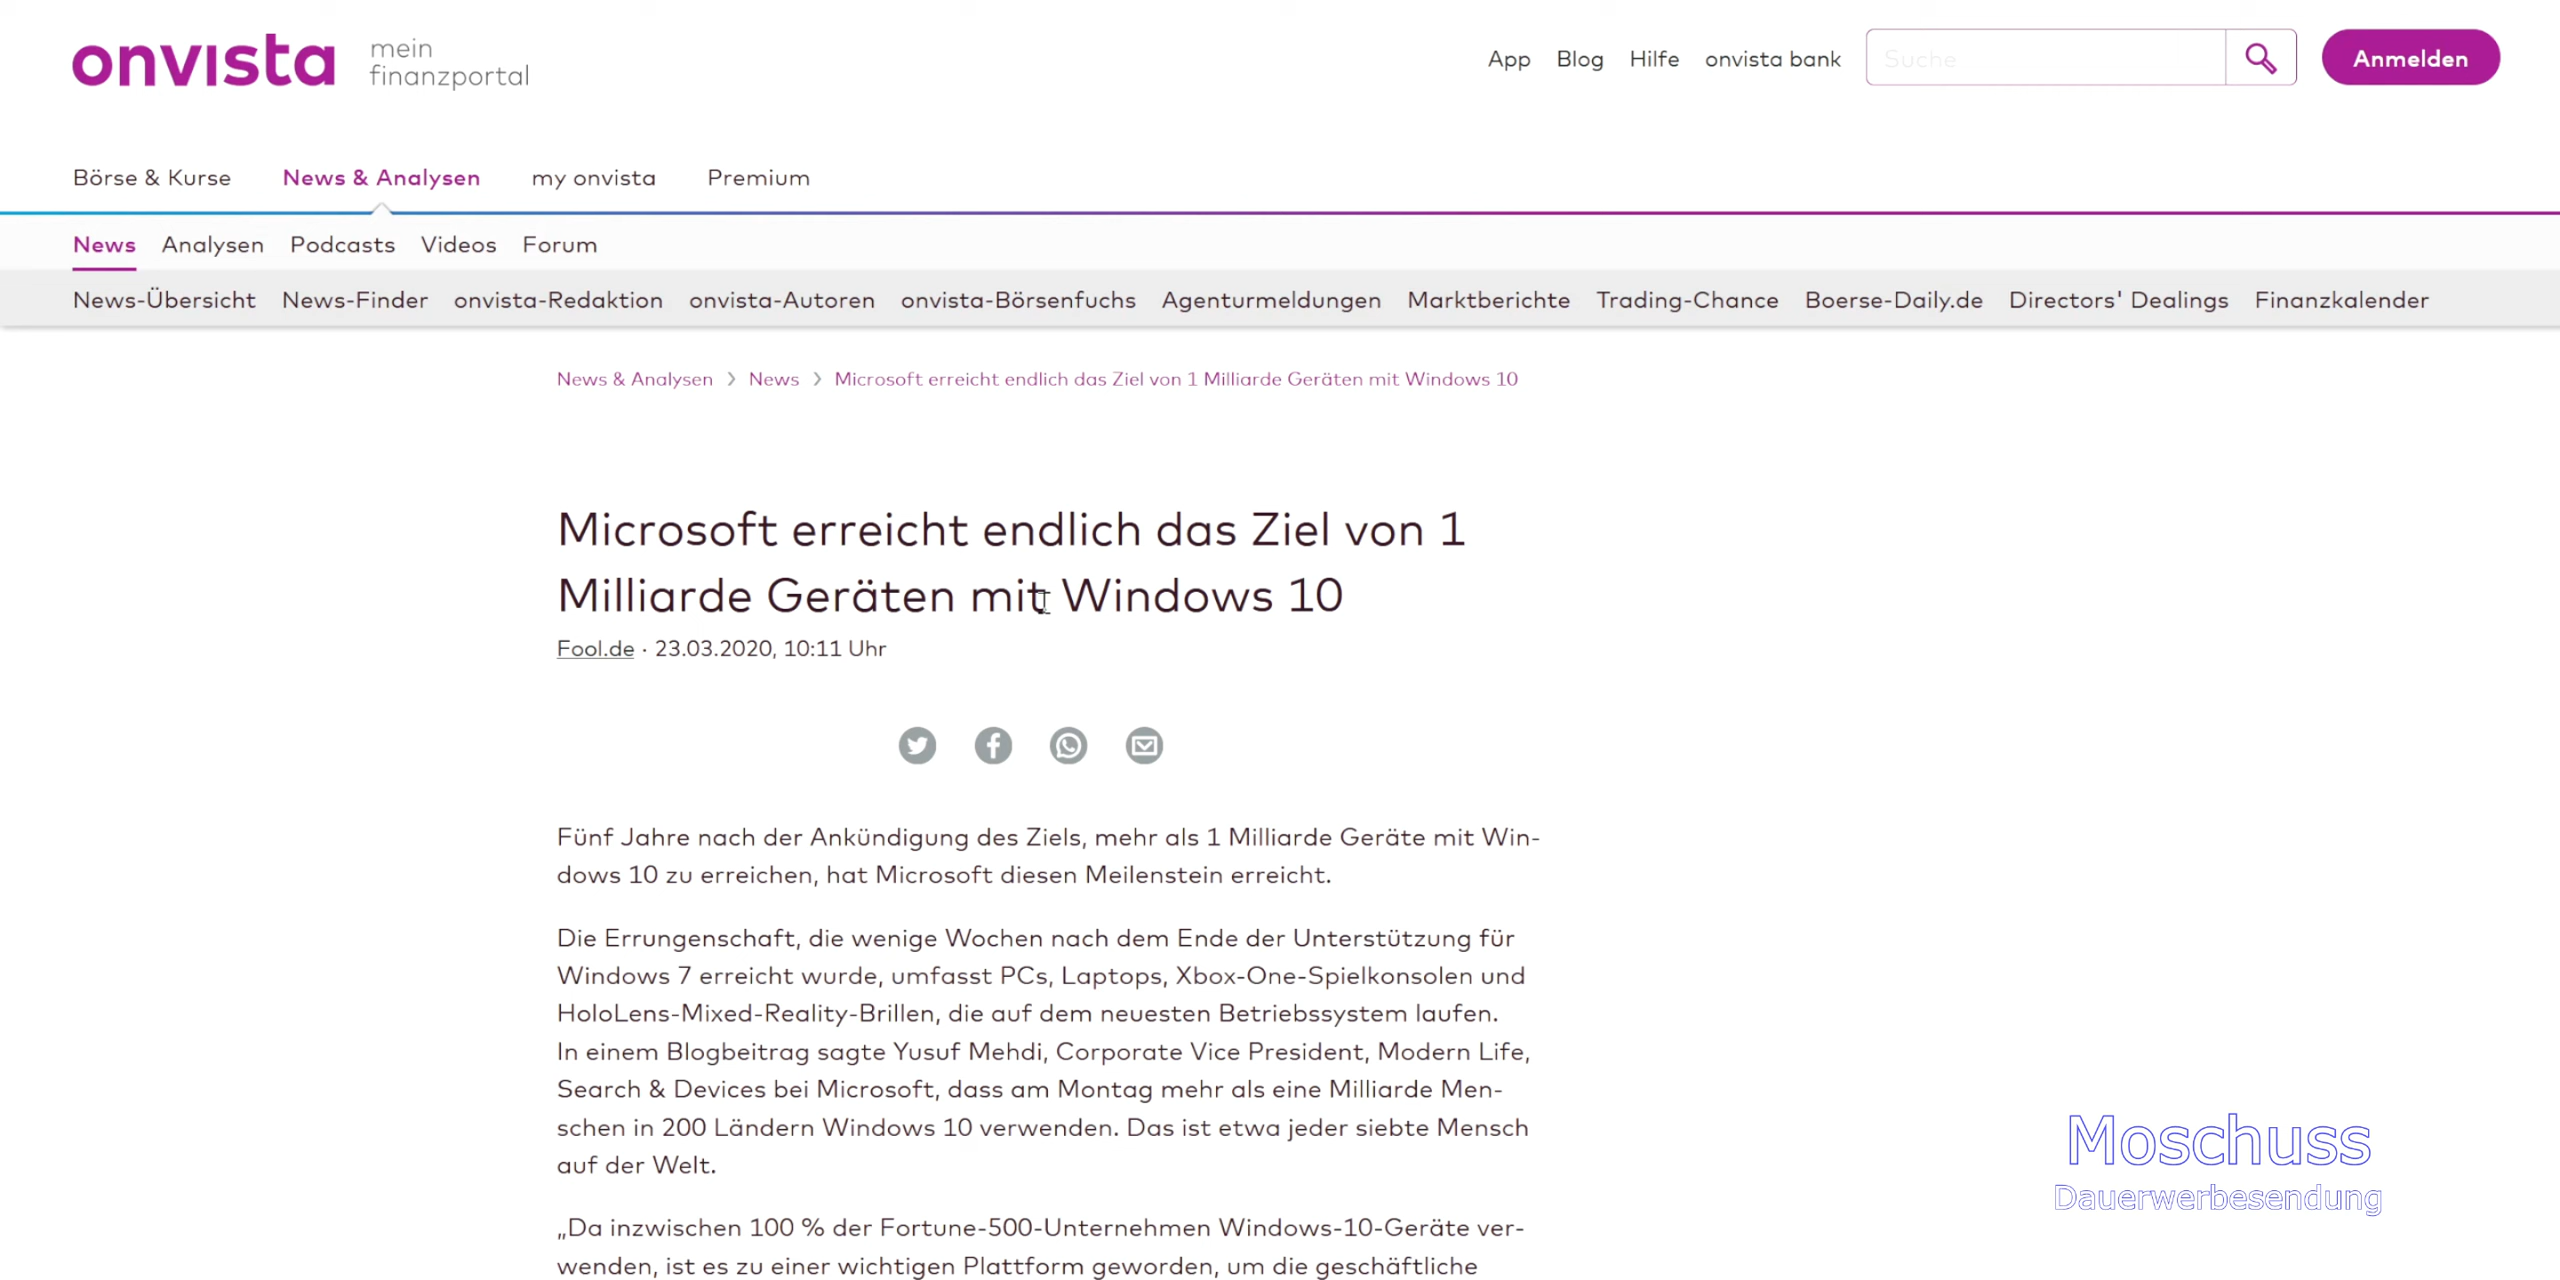 onvista
mein
finanzportal
App Blog Hilfe onvista bank Suche Anmelden
Börse & Kurse News & Analysen my onvista Premium
News Analysen Podcasts Videos Forum
News-Übersicht News-Finder onvista-Redaktion onvista-Autoren onvista-Börsenfuchs Agenturmeldungen Marktberichte Trading-Chance Boerse-Daily.de Directors' Dealings Finanzkalender
News & Analysen > News > Microsoft erreicht endlich das Ziel von 1 Milliarde Geräten mit Windows 10
Microsoft erreicht endlich das Ziel von 1
Milliarde Geräten mit Windows 10
Fool.de · 23.03.2020, 10:11 Uhr
Fünf Jahre nach der Ankündigung des Ziels, mehr als 1 Milliarde Geräte mit Win-
dows 10 zu erreichen, hat Microsoft diesen Meilenstein erreicht.
Die Errungenschaft, die wenige Wochen nach dem Ende der Unterstützung für
Windows 7 erreicht wurde, umfasst PCs, Laptops, Xbox-One-Spielkonsolen und
HoloLens-Mixed-Reality-Brillen, die auf dem neuesten Betriebssystem laufen.
In einem Blogbeitrag sagte Yusuf Mehdi, Corporate Vice President, Modern Life,
Search & Devices bei Microsoft, dass am Montag mehr als eine Milliarde Men-
schen in 200 Ländern Windows 10 verwenden. Das ist etwa jeder siebte Mensch
auf der Welt.
„Da inzwischen 100 % der Fortune-500-Unternehmen Windows-10-Geräte ver-
wenden, ist es zu einer wichtigen Plattform geworden, um die geschäftliche
Moschuss
Dauerwerbesendung